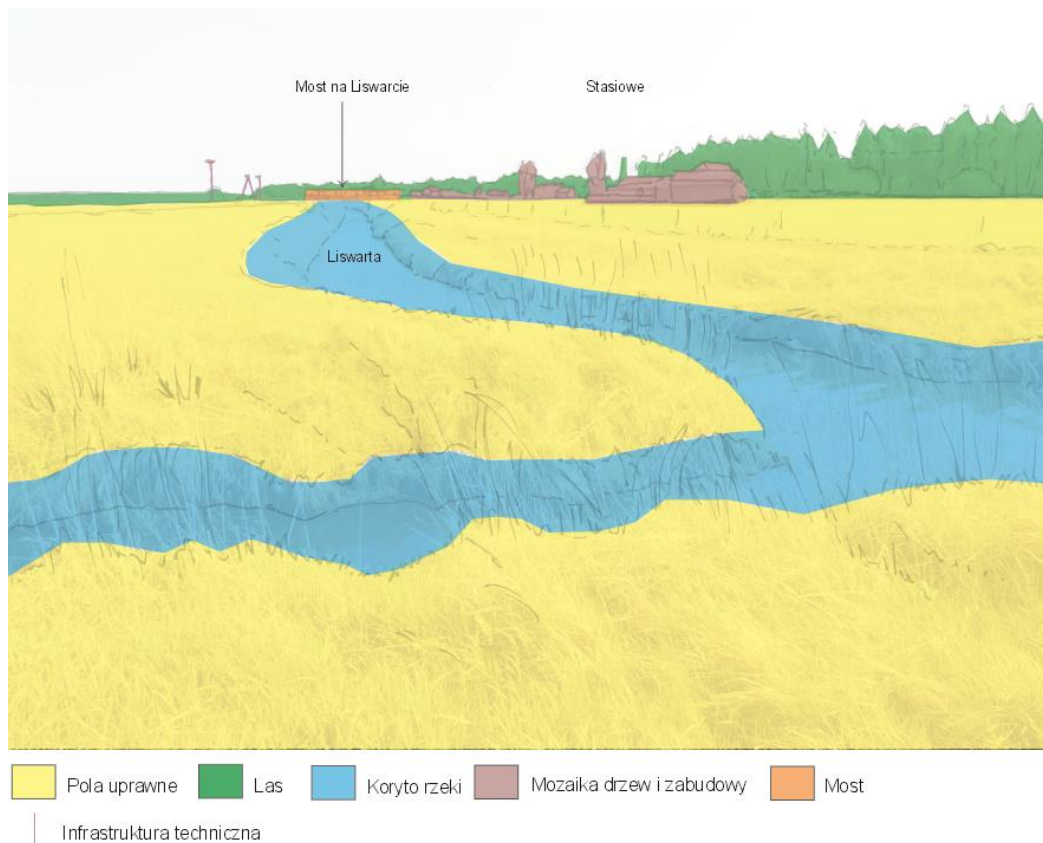 Most na Liswarcie
Stasiowe
Liswarta
Pola uprawne
Las
Koryto rzeki
Mozaika drzew i zabudowy
Most
Infrastruktura techniczna